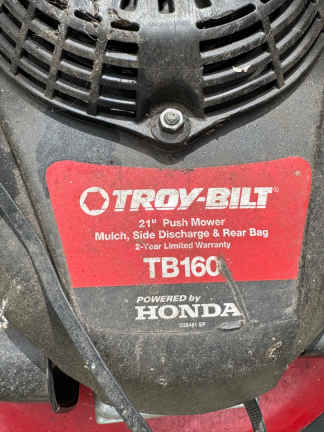 TROY-BILT®
21" Push Mower
Mulch, Side Discharge & Rear Bag
2-Year Limited Warranty
TB160
POWERED by
HONDA